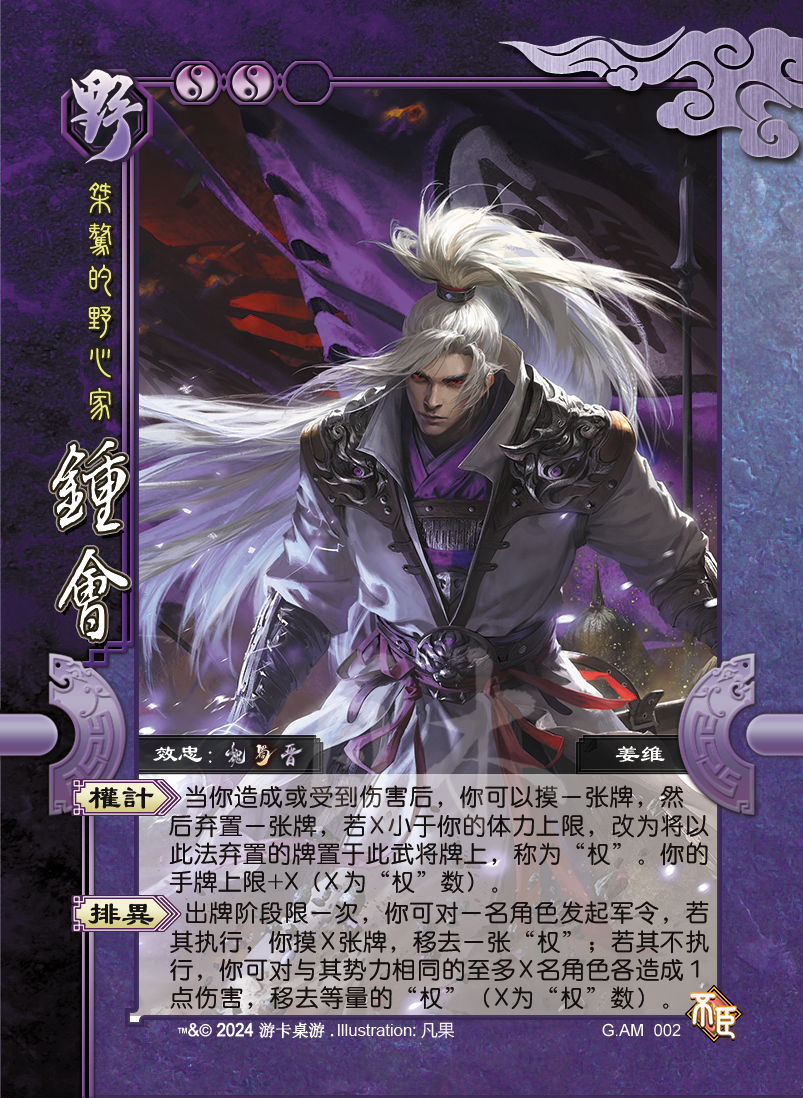 野
桀驁的野心家
鍾會
效忠：
晋
姜维
權計
当你造成或受到伤害后，你可以摸一张牌，然
后弃置一张牌，若X小于你的体力上限，改为将以
此法弃置的牌置于此武将牌上，称为“权”。你的
手牌上限+X（X为“权”数）。
排異
出牌阶段限一次，你可对一名角色发起军令，若
其执行，你摸X张牌，移去一张“权”；若其不执
行，你可对与其势力相同的至多X名角色各造成1
点伤害，移去等量的“权”（X为“权”数）。
不臣
™&© 2024 游卡桌游 . Illustration: 凡果
G.AM 002